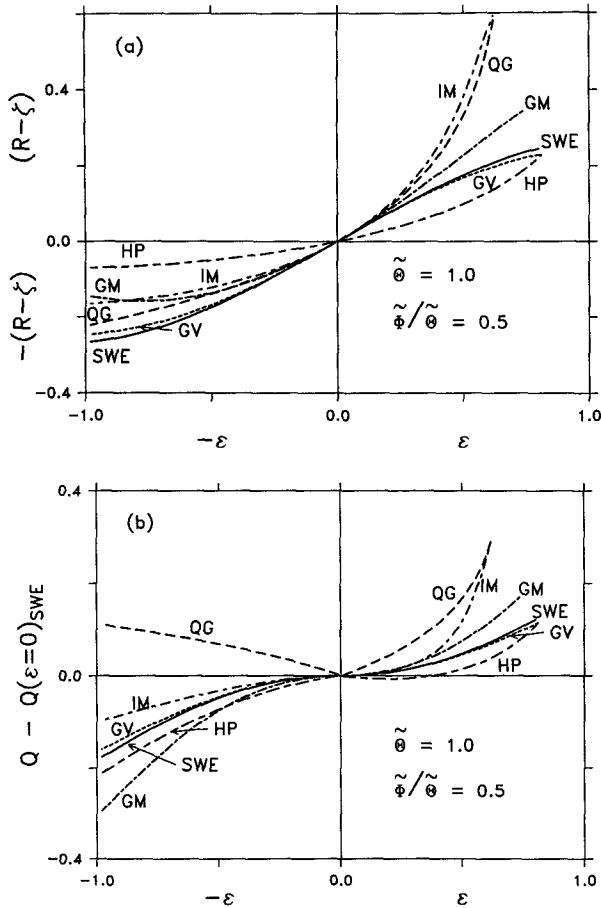 (a)
IM
QG
GM
SWE
GV
HP
0.4
0.0
-0.4
(R-ζ)
-(R-ζ)
HP
GM
IM
QG
GV
SWE
Θ̃ = 1.0
Φ̃/Θ̃ = 0.5
-1.0
0.0
1.0
-ε
ε
(b)
0.4
0.0
-0.4
Q - Q(ε=0)SWE
QG
IM
GM
SWE
GV
HP
QG
IM
GV
HP
SWE
GM
Θ̃ = 1.0
Φ̃/Θ̃ = 0.5
-1.0
0.0
1.0
-ε
ε